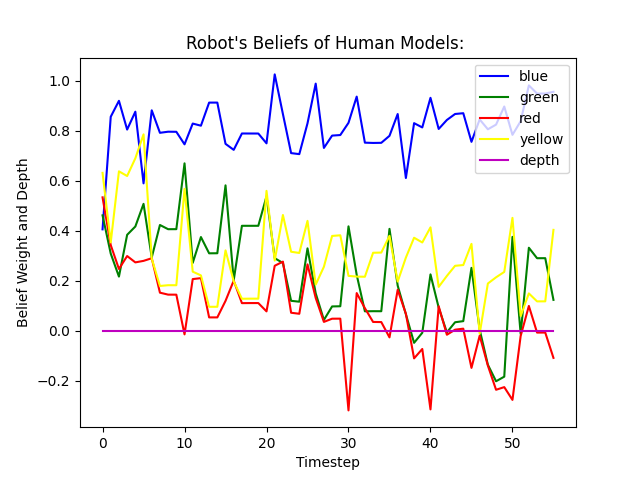 Robot's Beliefs of Human Models:
blue
green
red
yellow
depth
Belief Weight and Depth
1.0
0.8
0.6
0.4
0.2
0.0
−0.2
0
10
20
30
40
50
Timestep